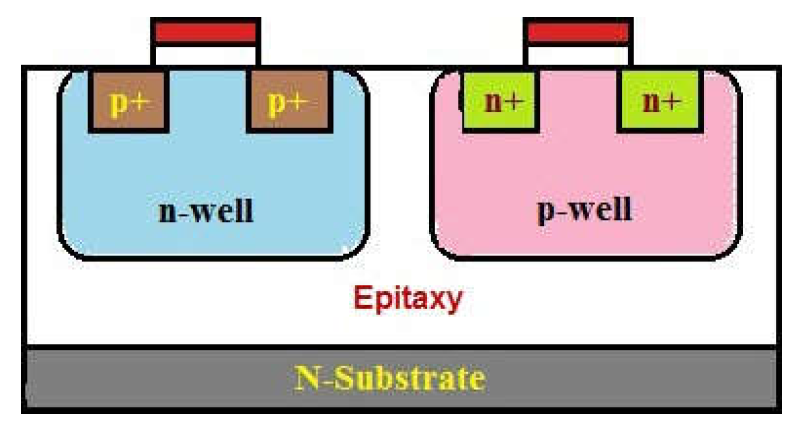 p+ p+ n+ n+
n-well p-well
Epitaxy
N-Substrate